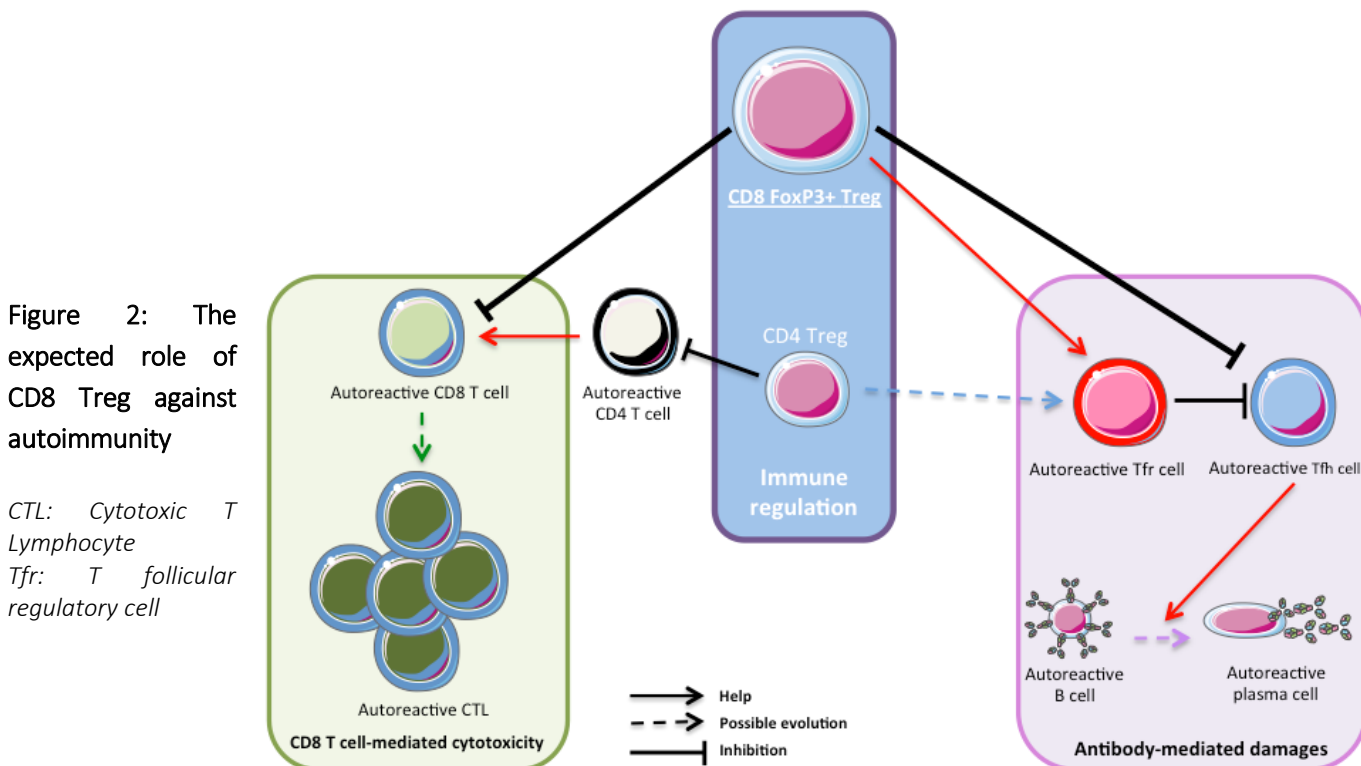 Figure 2: The
expected role of
CD8 Treg against
autoimmunity
CTL: Cytotoxic T
Lymphocyte
Tfr: T follicular
regulatory cell
CD8 FoxP3+ Treg
CD4 Treg
Immune
regulation
Autoreactive CD8 T cell
Autoreactive
CD4 T cell
Autoreactive CTL
CD8 T cell-mediated cytotoxicity
Autoreactive Tfr cell
Autoreactive Tfh cell
Autoreactive
B cell
Autoreactive
plasma cell
Antibody-mediated damages
Help
Possible evolution
Inhibition